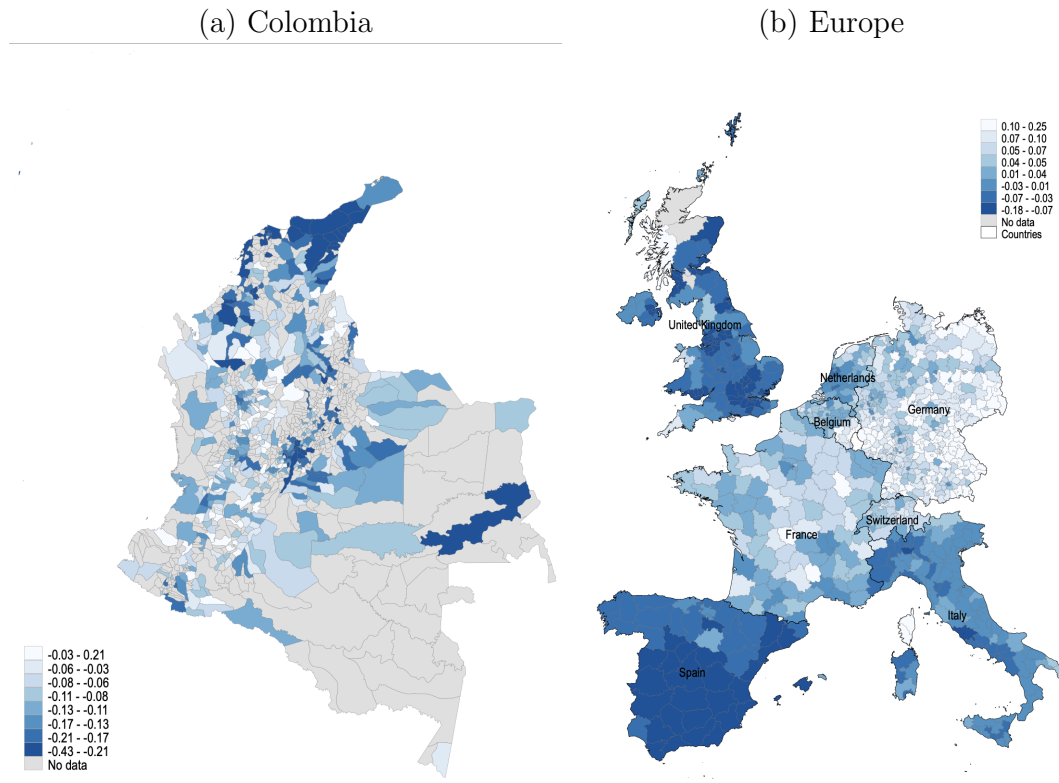 (a) Colombia
(b) Europe
-0.03 - 0.21
-0.06 - -0.03
-0.08 - -0.06
-0.11 - -0.08
-0.13 - -0.11
-0.17 - -0.13
-0.21 - -0.17
-0.43 - -0.21
No data
0.10 - 0.25
0.07 - 0.10
0.05 - 0.07
0.04 - 0.05
0.01 - 0.04
-0.03 - 0.01
-0.07 - -0.03
-0.18 - -0.07
No data
Countries
United Kingdom
Netherlands
Germany
Belgium
Switzerland
France
Italy
Spain